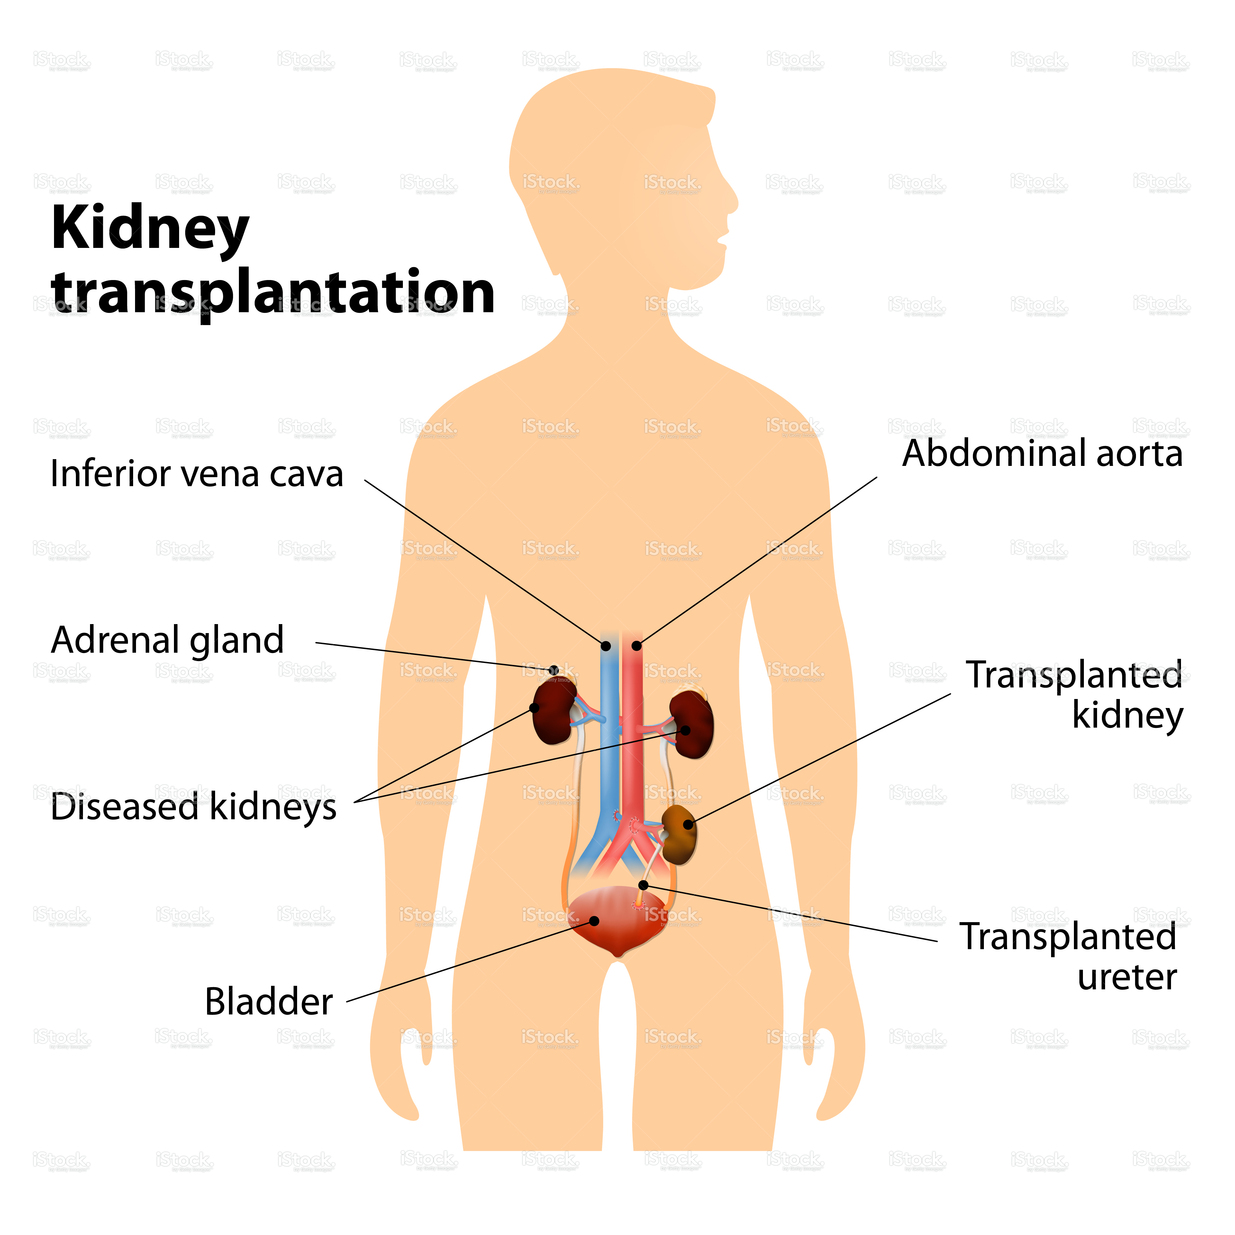 Kidney
transplantation
Inferior vena cava
Abdominal aorta
Adrenal gland
Transplanted
kidney
Diseased kidneys
Transplanted
ureter
Bladder
iStock.